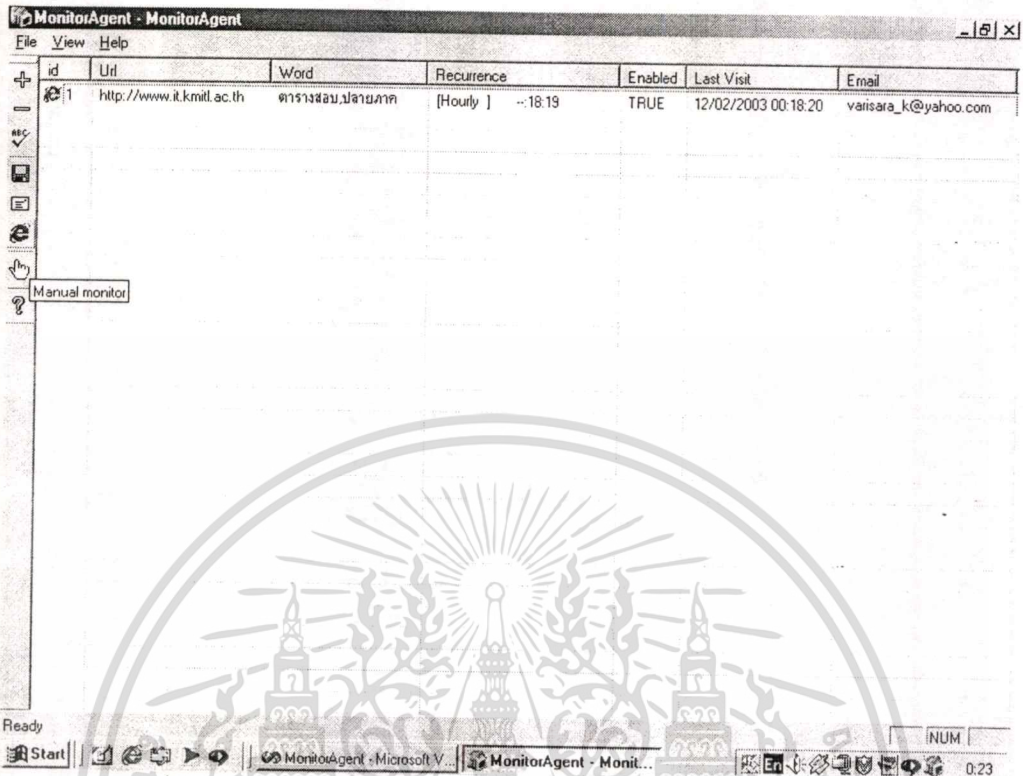 MonitorAgent - MonitorAgent
File View Help
id Url Word Recurrence Enabled Last Visit Email
1 http://www.it.kmitl.ac.th ตารางสอบ,ปลายภาค [Hourly ] --:18:19 TRUE 12/02/2003 00:18:20 varisara_k@yahoo.com
ABC
Manual monitor
Ready
NUM
Start MonitorAgent - Microsoft V... MonitorAgent - Monit... En 0:23